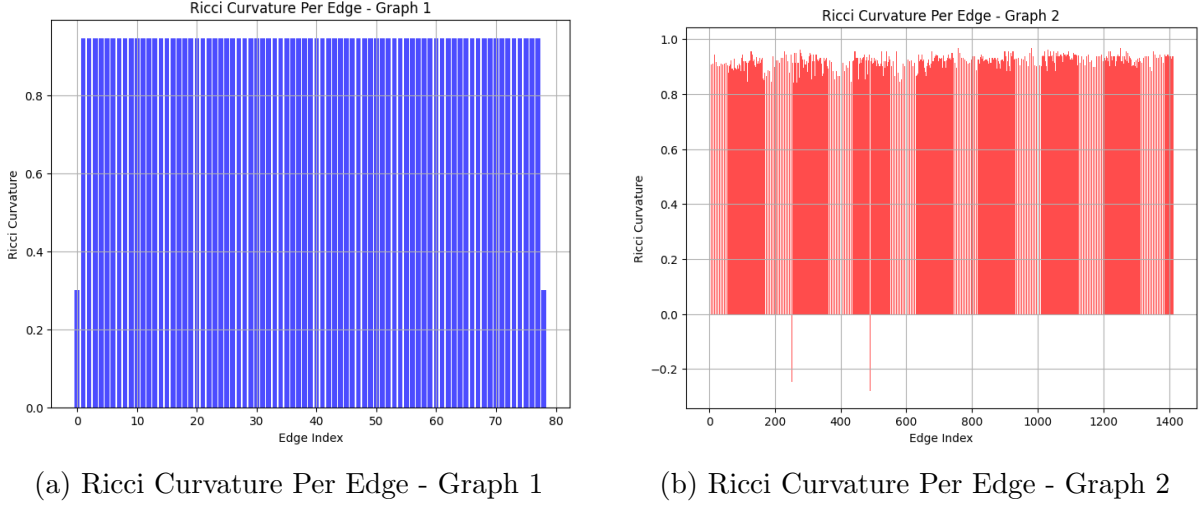 Ricci Curvature Per Edge - Graph 1
0.8
0.6
0.4
0.2
0.0
Ricci Curvature
0 10 20 30 40 50 60 70 80
Edge Index
(a) Ricci Curvature Per Edge - Graph 1
Ricci Curvature Per Edge - Graph 2
1.0
0.8
0.6
0.4
0.2
0.0
−0.2
Ricci Curvature
0 200 400 600 800 1000 1200 1400
Edge Index
(b) Ricci Curvature Per Edge - Graph 2